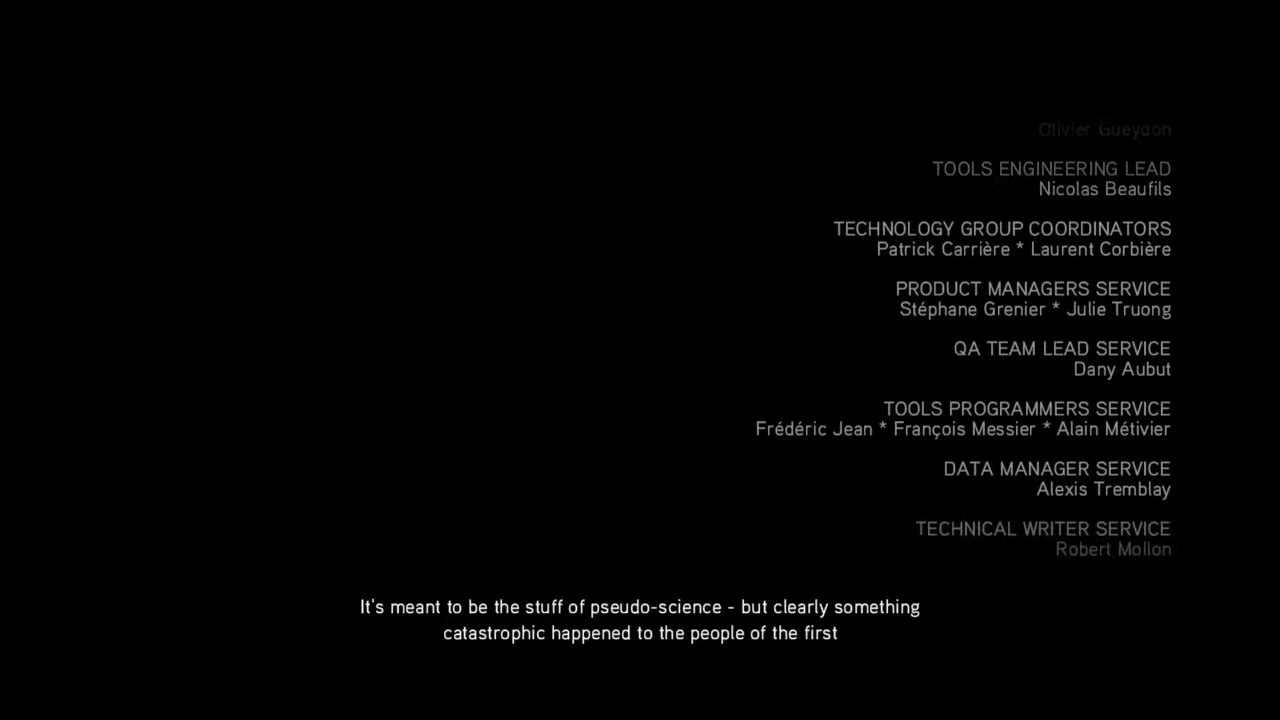 Olivier Gueydon
TOOLS ENGINEERING LEAD
Nicolas Beaufils
TECHNOLOGY GROUP COORDINATORS
Patrick Carrière * Laurent Corbière
PRODUCT MANAGERS SERVICE
Stéphane Grenier * Julie Truong
QA TEAM LEAD SERVICE
Dany Aubut
TOOLS PROGRAMMERS SERVICE
Frédéric Jean * François Messier * Alain Métivier
DATA MANAGER SERVICE
Alexis Tremblay
TECHNICAL WRITER SERVICE
Robert Mollon
It's meant to be the stuff of pseudo-science - but clearly something
catastrophic happened to the people of the first